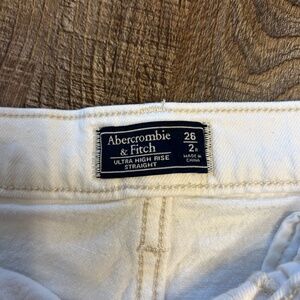 Abercrombie
& Fitch
ULTRA HIGH RISE
STRAIGHT
26
2R
MADE IN
CHINA